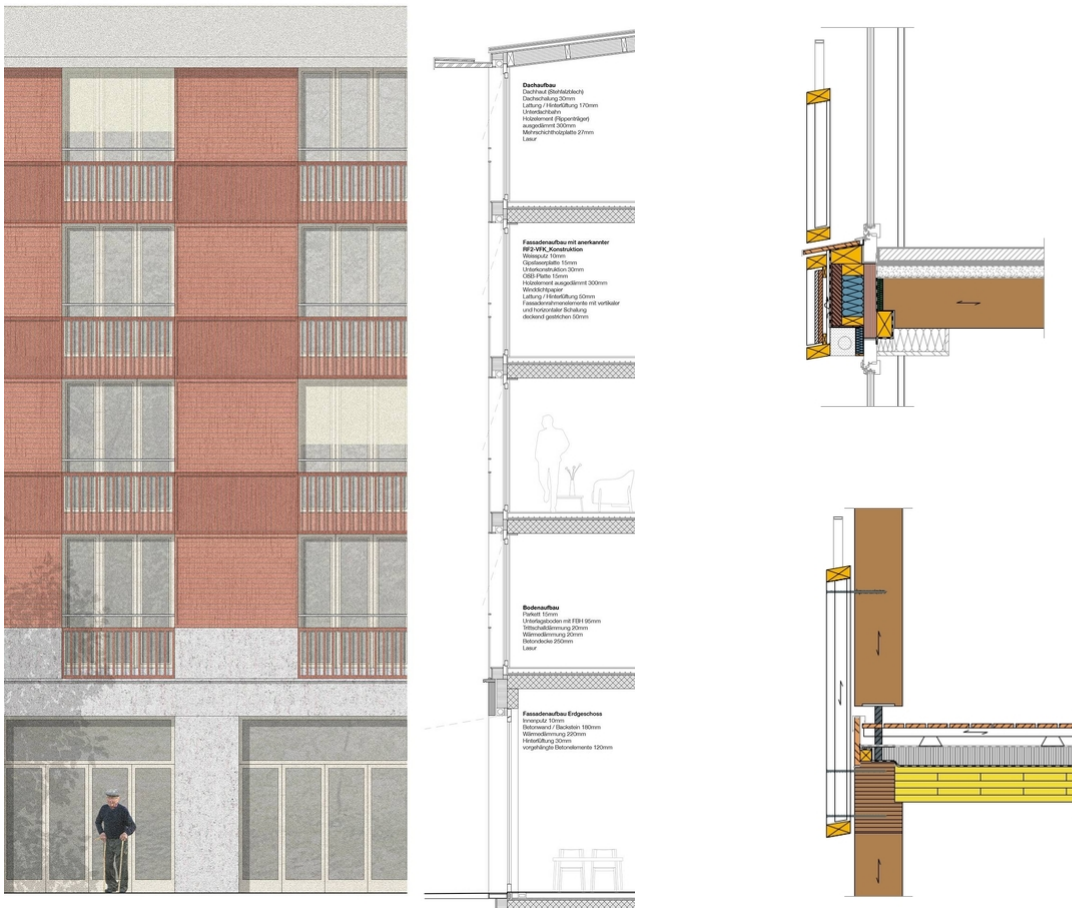 Dachaufbau
Dachhaut (Stehfalzblech)
Dachschalung 30mm
Lattung / Hinterlüftung 170mm
Unterdachbahn
Holzelement (Rippenträger)
ausgedämmt 300mm
Mehrschichtholzplatte 27mm
Lasur
Fassadenaufbau mit anerkannter
RF2-VFK_Konstruktion
Weissputz 10mm
Gipsfaserplatte 15mm
Unterkonstruktion 30mm
OSB-Platte 15mm
Holzelement ausgedämmt 300mm
Winddichtpapier
Lattung / Hinterlüftung 50mm
Fassadenrahmenelemente mit vertikaler
und horizontaler Schalung
deckend gestrichen 50mm
Bodenaufbau
Parkett 15mm
Unterlagsboden mit FBH 95mm
Trittschalldämmung 20mm
Wärmedämmung 20mm
Betondecke 250mm
Lasur
Fassadenaufbau Erdgeschoss
Innenputz 10mm
Betonwand / Backstein 180mm
Wärmedämmung 220mm
Hinterlüftung 30mm
vorgehängte Betonelemente 120mm